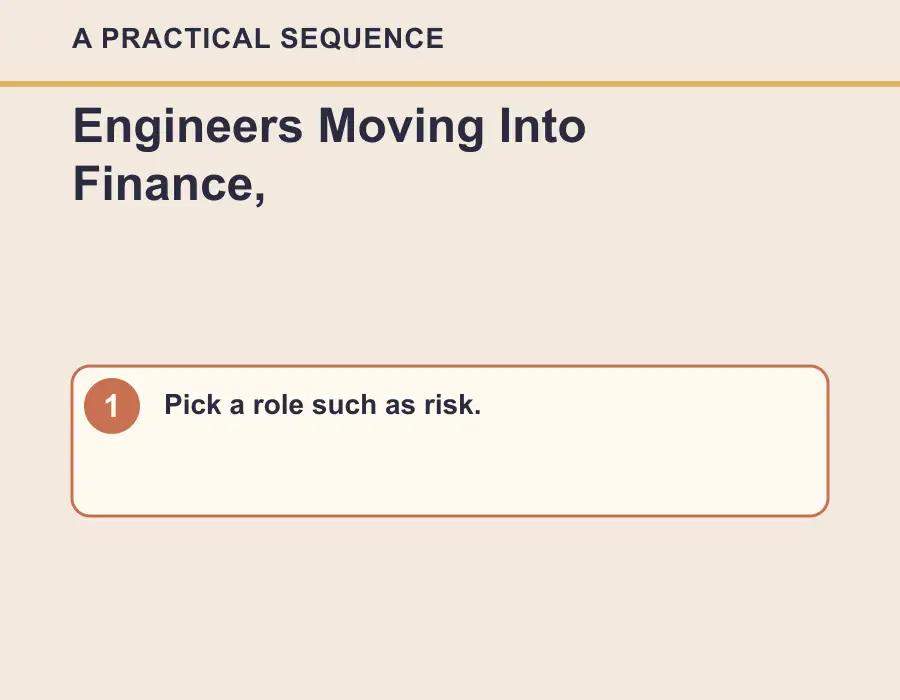 A PRACTICAL SEQUENCE
Engineers Moving Into
Finance,
1
Pick a role such as risk.